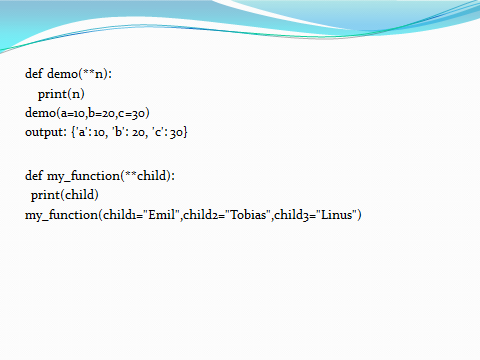 def demo(**n):
print(n)
demo(a=10,b=20,c=30)
output: {'a': 10, 'b': 20, 'c': 30}
def my_function(**child):
print(child)
my_function(child1="Emil",child2="Tobias",child3="Linus")